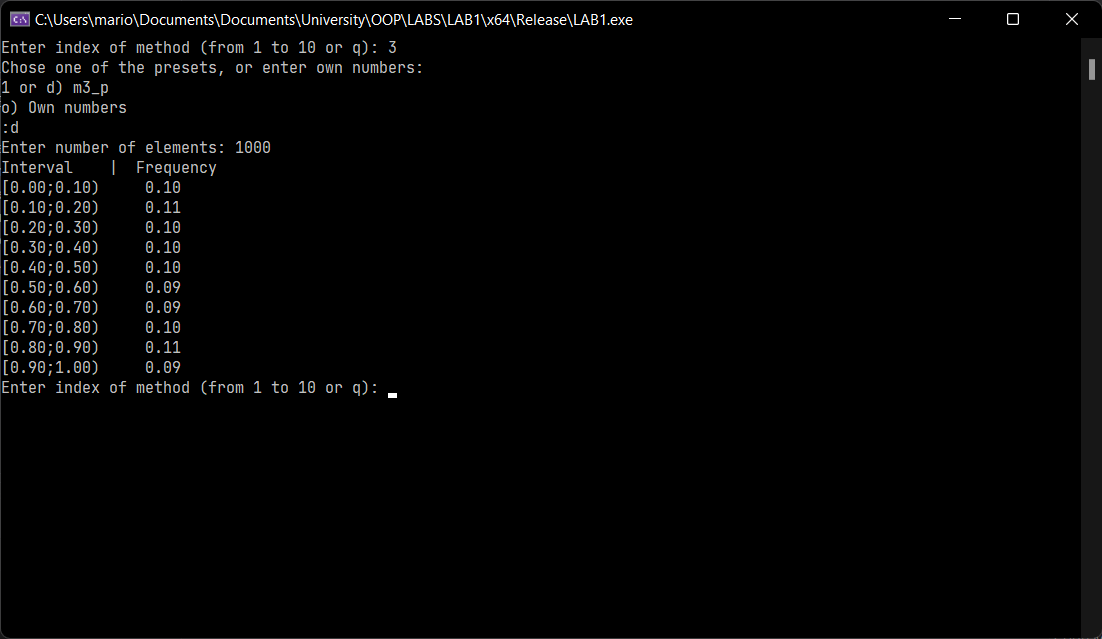 C:\Users\mario\Documents\Documents\University\OOP\LABS\LAB1\x64\Release\LAB1.exe
Enter index of method (from 1 to 10 or q): 3
Chose one of the presets, or enter own numbers:
1 or d) m3_p
o) Own numbers
:d
Enter number of elements: 1000
Interval    |  Frequency
[0.00;0.10)     0.10
[0.10;0.20)     0.11
[0.20;0.30)     0.10
[0.30;0.40)     0.10
[0.40;0.50)     0.10
[0.50;0.60)     0.09
[0.60;0.70)     0.09
[0.70;0.80)     0.10
[0.80;0.90)     0.11
[0.90;1.00)     0.09
Enter index of method (from 1 to 10 or q):